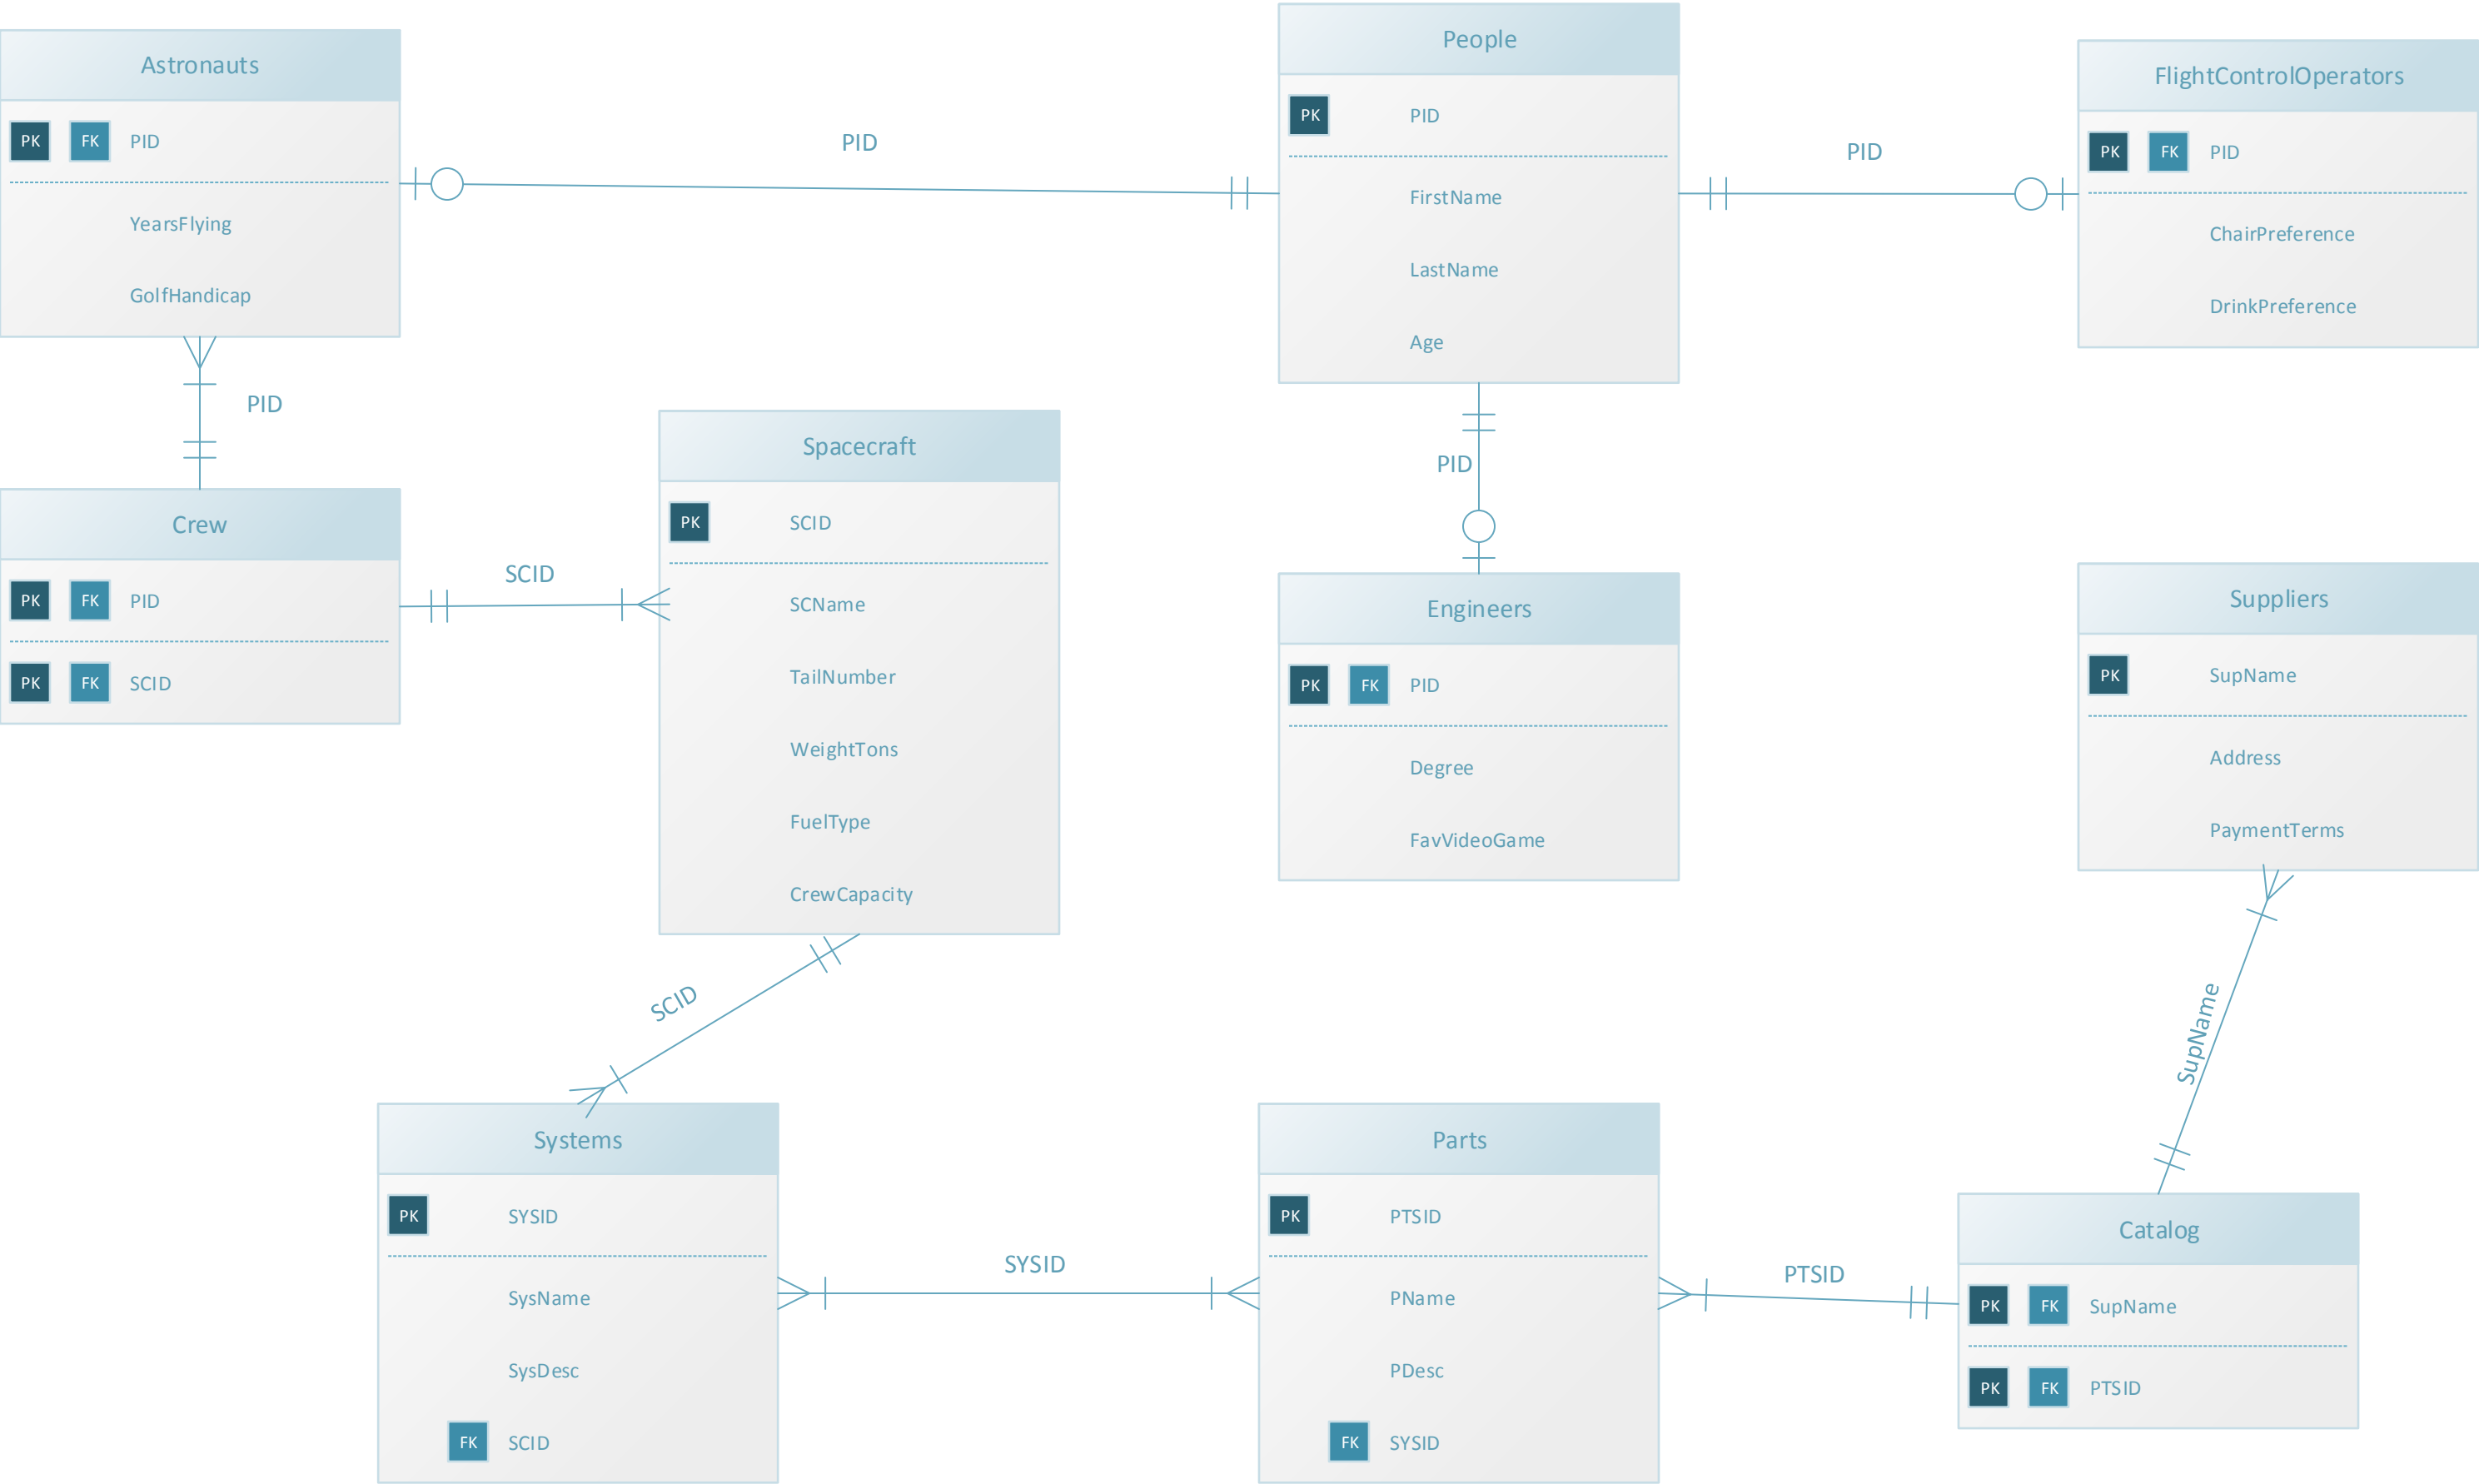 Astronauts
PK FK PID
YearsFlying
GolfHandicap
PID
People
PK PID
FirstName
LastName
Age
PID
FlightControlOperators
PK FK PID
ChairPreference
DrinkPreference
PID
Crew
PK FK PID
PK FK SCID
SCID
Spacecraft
PK SCID
SCName
TailNumber
WeightTons
FuelType
CrewCapacity
PID
Engineers
PK FK PID
Degree
FavVideoGame
Suppliers
PK SupName
Address
PaymentTerms
SCID
SupName
Systems
PK SYSID
SysName
SysDesc
FK SCID
SYSID
Parts
PK PTSID
PName
PDesc
FK SYSID
PTSID
Catalog
PK FK SupName
PK FK PTSID